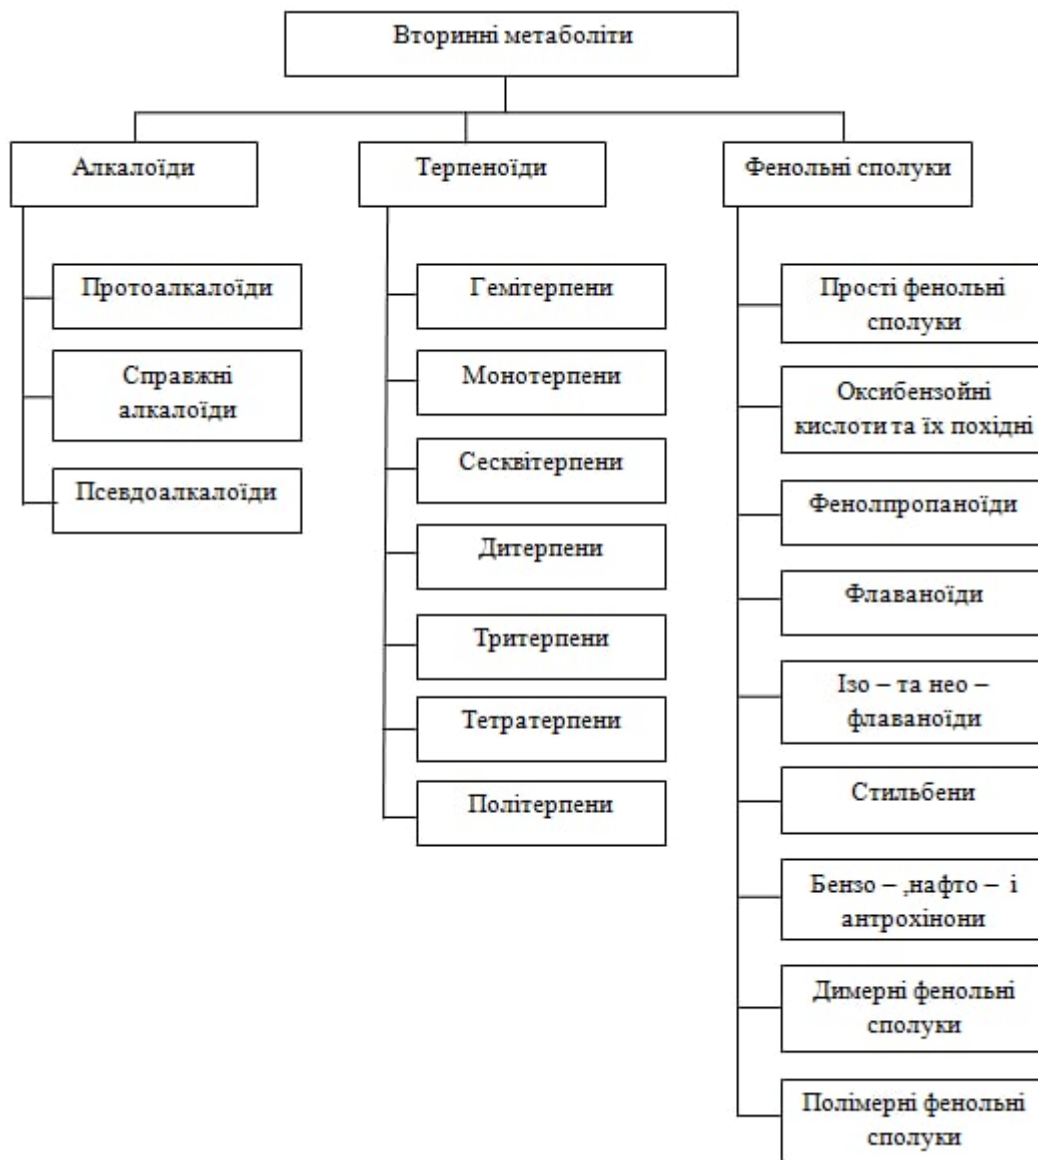 Вторинні метаболіти
Алкалоїди
Терпеноїди
Фенольні сполуки
Протоалкалоїди
Справжні
алкалоїди
Псевдоалкалоїди
Гемітерпени
Монотерпени
Сесквітерпени
Дитерпени
Тритерпени
Тетратерпени
Політерпени
Прості фенольні
сполуки
Оксибензойні
кислоти та їх похідні
Фенолпропаноїди
Флаваноїди
Ізо – та нео –
флаваноїди
Стильбени
Бензо – ,нафто – і
антрохінони
Димерні фенольні
сполуки
Полімерні фенольні
сполуки